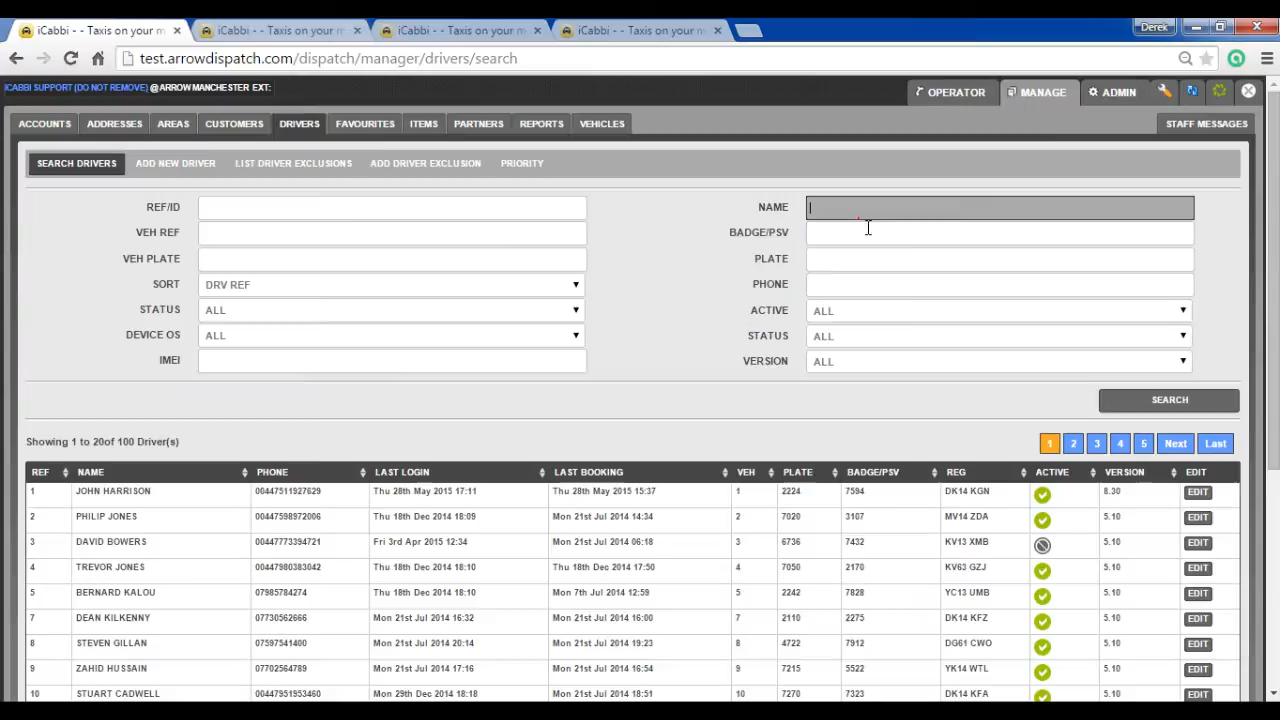 iCabbi - - Taxis on your m × iCabbi - - Taxis on your m × iCabbi - - Taxis on your m × iCabbi - - Taxis on your m × Derek
test.arrowdispatch.com/dispatch/manager/drivers/search
ICABBI SUPPORT (DO NOT REMOVE) @ARROWMANCHESTER EXT: OPERATOR MANAGE ADMIN
ACCOUNTS ADDRESSES AREAS CUSTOMERS DRIVERS FAVOURITES ITEMS PARTNERS REPORTS VEHICLES STAFF MESSAGES
SEARCH DRIVERS ADD NEW DRIVER LIST DRIVER EXCLUSIONS ADD DRIVER EXCLUSION PRIORITY
REF/ID NAME
VEH REF BADGE/PSV
VEH PLATE PLATE
SORT DRV REF PHONE
STATUS ALL ACTIVE ALL
DEVICE OS ALL STATUS ALL
IMEI VERSION ALL
SEARCH
Showing 1 to 20of 100 Driver(s) 1 2 3 4 5 Next Last
REF NAME PHONE LAST LOGIN LAST BOOKING VEH PLATE BADGE/PSV REG ACTIVE VERSION EDIT
1 JOHN HARRISON 00447511927629 Thu 28th May 2015 17:11 Thu 28th May 2015 15:37 1 2224 7594 DK14 KGN 8.30 EDIT
2 PHILIP JONES 00447598972006 Thu 18th Dec 2014 18:09 Mon 21st Jul 2014 14:34 2 7020 3107 MV14 ZDA 5.10 EDIT
3 DAVID BOWERS 00447773394721 Fri 3rd Apr 2015 12:34 Mon 21st Jul 2014 06:18 3 6736 7432 KV13 XMB 5.10 EDIT
4 TREVOR JONES 00447980383042 Thu 18th Dec 2014 18:10 Thu 18th Dec 2014 17:50 4 7050 2170 KV63 GZJ 5.10 EDIT
5 BERNARD KALOU 07985784274 Thu 18th Dec 2014 18:10 Mon 7th Jul 2014 12:59 5 2242 7828 YC13 UMB 5.10 EDIT
7 DEAN KILKENNY 07730562666 Mon 21st Jul 2014 16:32 Mon 21st Jul 2014 16:00 7 2110 2275 DK14 KFZ 5.10 EDIT
8 STEVEN GILLAN 07597541400 Mon 21st Jul 2014 20:14 Mon 21st Jul 2014 19:23 8 4722 7912 DG61 CWO 5.10 EDIT
9 ZAHID HUSSAIN 07702564789 Mon 21st Jul 2014 17:16 Mon 21st Jul 2014 16:54 9 7215 5522 YK14 WTL 5.10 EDIT
10 STUART CADWELL 00447951953460 Mon 29th Dec 2014 18:18 Mon 21st Jul 2014 18:51 10 7270 7323 DK14 KFA 5.10 EDIT